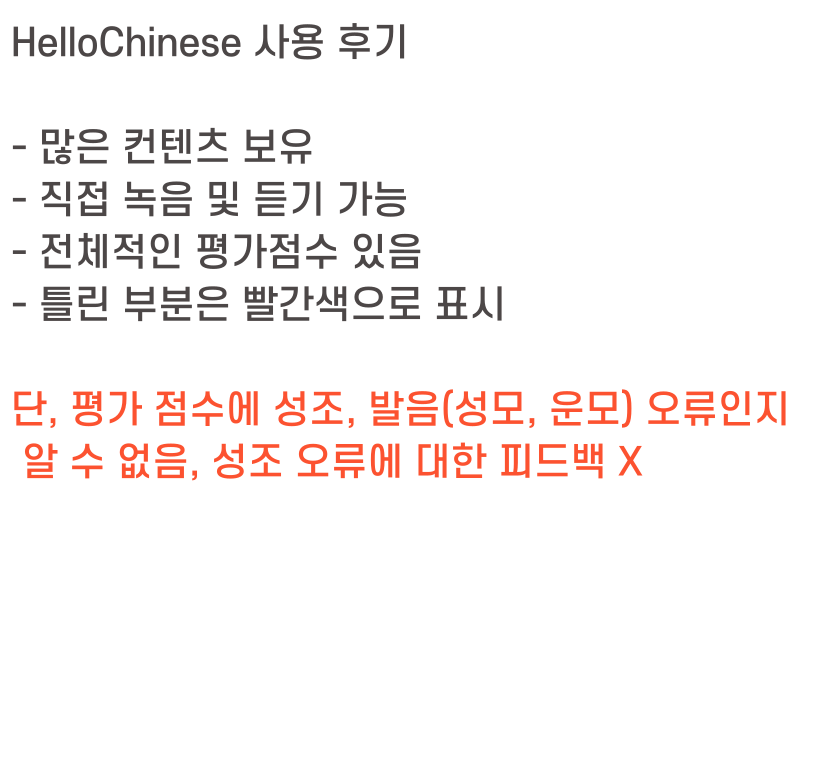 HelloChinese 사용 후기
- 많은 컨텐츠 보유
- 직접 녹음 및 듣기 가능
- 전체적인 평가점수 있음
- 틀린 부분은 빨간색으로 표시
단, 평가 점수에 성조, 발음(성모, 운모) 오류인지
알 수 없음, 성조 오류에 대한 피드백 X